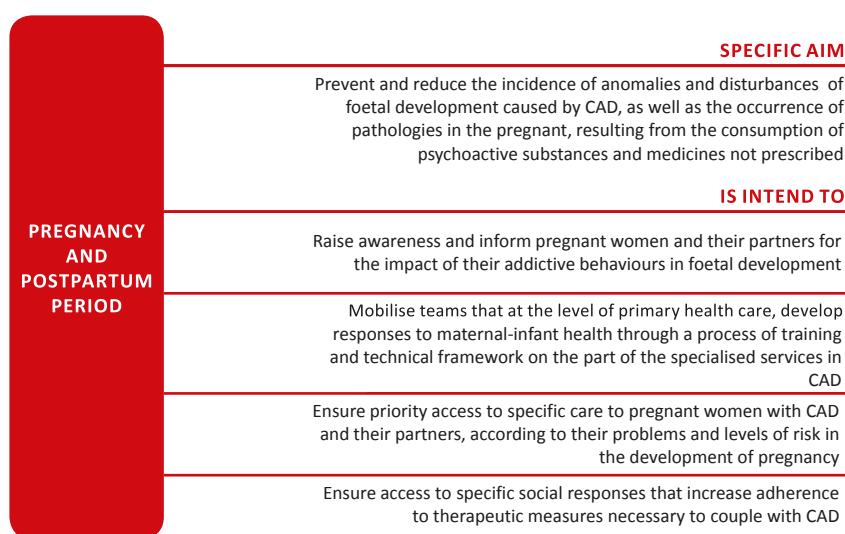 PREGNANCY
AND
POSTPARTUM
PERIOD
SPECIFIC AIM
Prevent and reduce the incidence of anomalies and disturbances of
foetal development caused by CAD, as well as the occurrence of
pathologies in the pregnant, resulting from the consumption of
psychoactive substances and medicines not prescribed
IS INTEND TO
Raise awareness and inform pregnant women and their partners for
the impact of their addictive behaviours in foetal development
Mobilise teams that at the level of primary health care, develop
responses to maternal-infant health through a process of training
and technical framework on the part of the specialised services in
CAD
Ensure priority access to specific care to pregnant women with CAD
and their partners, according to their problems and levels of risk in
the development of pregnancy
Ensure access to specific social responses that increase adherence
to therapeutic measures necessary to couple with CAD